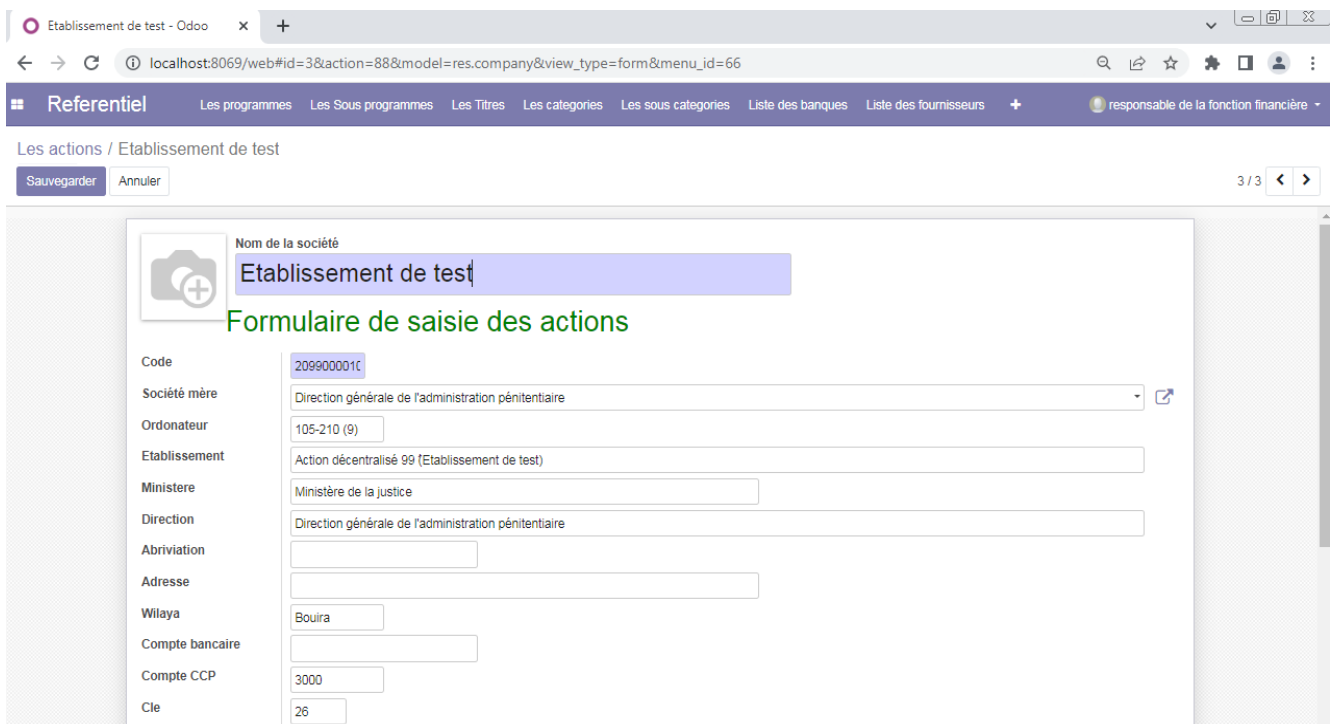 Etablissement de test - Odoo
localhost:8069/web#id=3&action=88&model=res.company&view_type=form&menu_id=66
Referentiel Les programmes Les Sous programmes Les Titres Les categories Les sous categories Liste des banques Liste des fournisseurs + responsable de la fonction financière
Les actions / Etablissement de test
Sauvegarder Annuler 3 / 3
Nom de la société
Etablissement de test
Formulaire de saisie des actions
Code 2099000010
Société mère Direction générale de l'administration pénitentiaire
Ordonateur 105-210 (9)
Etablissement Action décentralisé 99 (Etablissement de test)
Ministere Ministère de la justice
Direction Direction générale de l'administration pénitentiaire
Abriviation
Adresse
Wilaya Bouira
Compte bancaire
Compte CCP 3000
Cle 26